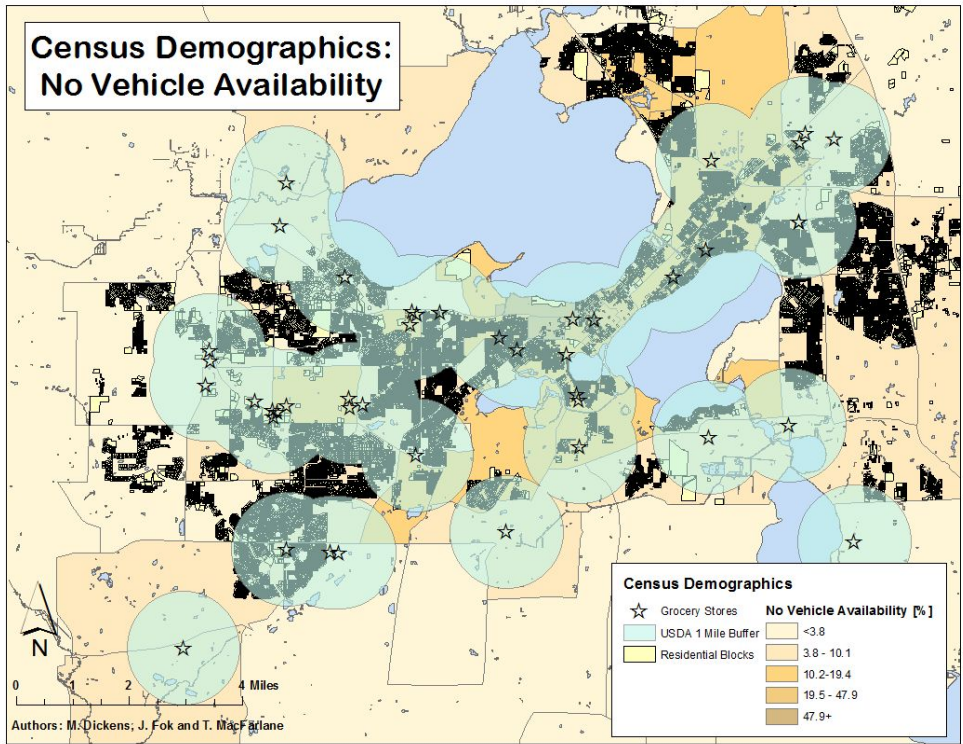 Census Demographics:
No Vehicle Availability
N
0 2 4 Miles
Authors: M. Dickens, J. Fok and T. MacFarlane
Census Demographics
Grocery Stores
USDA 1 Mile Buffer
Residential Blocks
No Vehicle Availability [%]
<3.8
3.8 - 10.1
10.2-19.4
19.5 - 47.9
47.9+